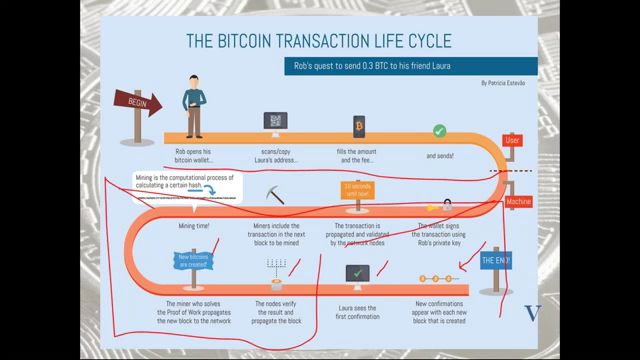 THE BITCOIN TRANSACTION LIFE CYCLE
Rob's quest to send 0.3 BTC to his friend Laura
By Patricia Estevão
BEGIN
Rob opens his
bitcoin wallet...
scans/copy
Laura's address...
fills the amount
and the fee...
and sends!
User
Machine
Mining is the computational process of
calculating a certain hash.
30 seconds
until now!
Mining time!
Miners include the
transaction in the next
block to be mined
The transaction is
propagated and validated
by the network nodes
The wallet signs
the transaction using
Rob's private key
New bitcoins
are created!
THE END!
The miner who solves
the Proof of Work propagates
the new block to the network
The nodes verify
the result and
propagate the block
Laura sees the
first confirmation
New confirmations
appear with each new
block that is created
V